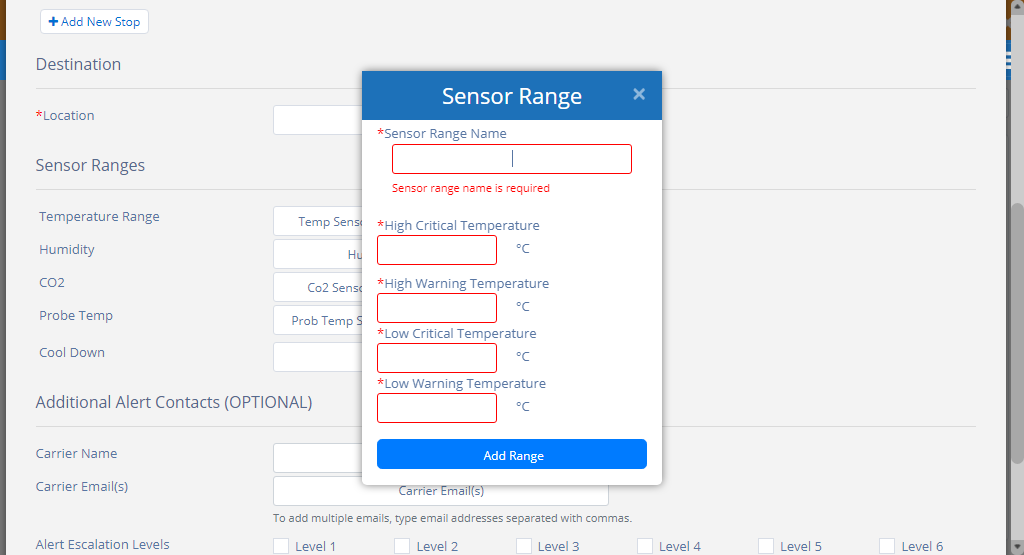 + Add New Stop
Destination
*Location
Sensor Ranges
Temperature Range
Temp Sens
Humidity
Hu
CO2
Co2 Senso
Probe Temp
Prob Temp S
Cool Down
Additional Alert Contacts (OPTIONAL)
Carrier Name
Carrier Email(s)
Carrier Email(s)
To add multiple emails, type email addresses separated with commas.
Alert Escalation Levels
Level 1
Level 2
Level 3
Level 4
Level 5
Level 6
Sensor Range
×
*Sensor Range Name
Sensor range name is required
*High Critical Temperature
°C
*High Warning Temperature
°C
*Low Critical Temperature
°C
*Low Warning Temperature
°C
Add Range